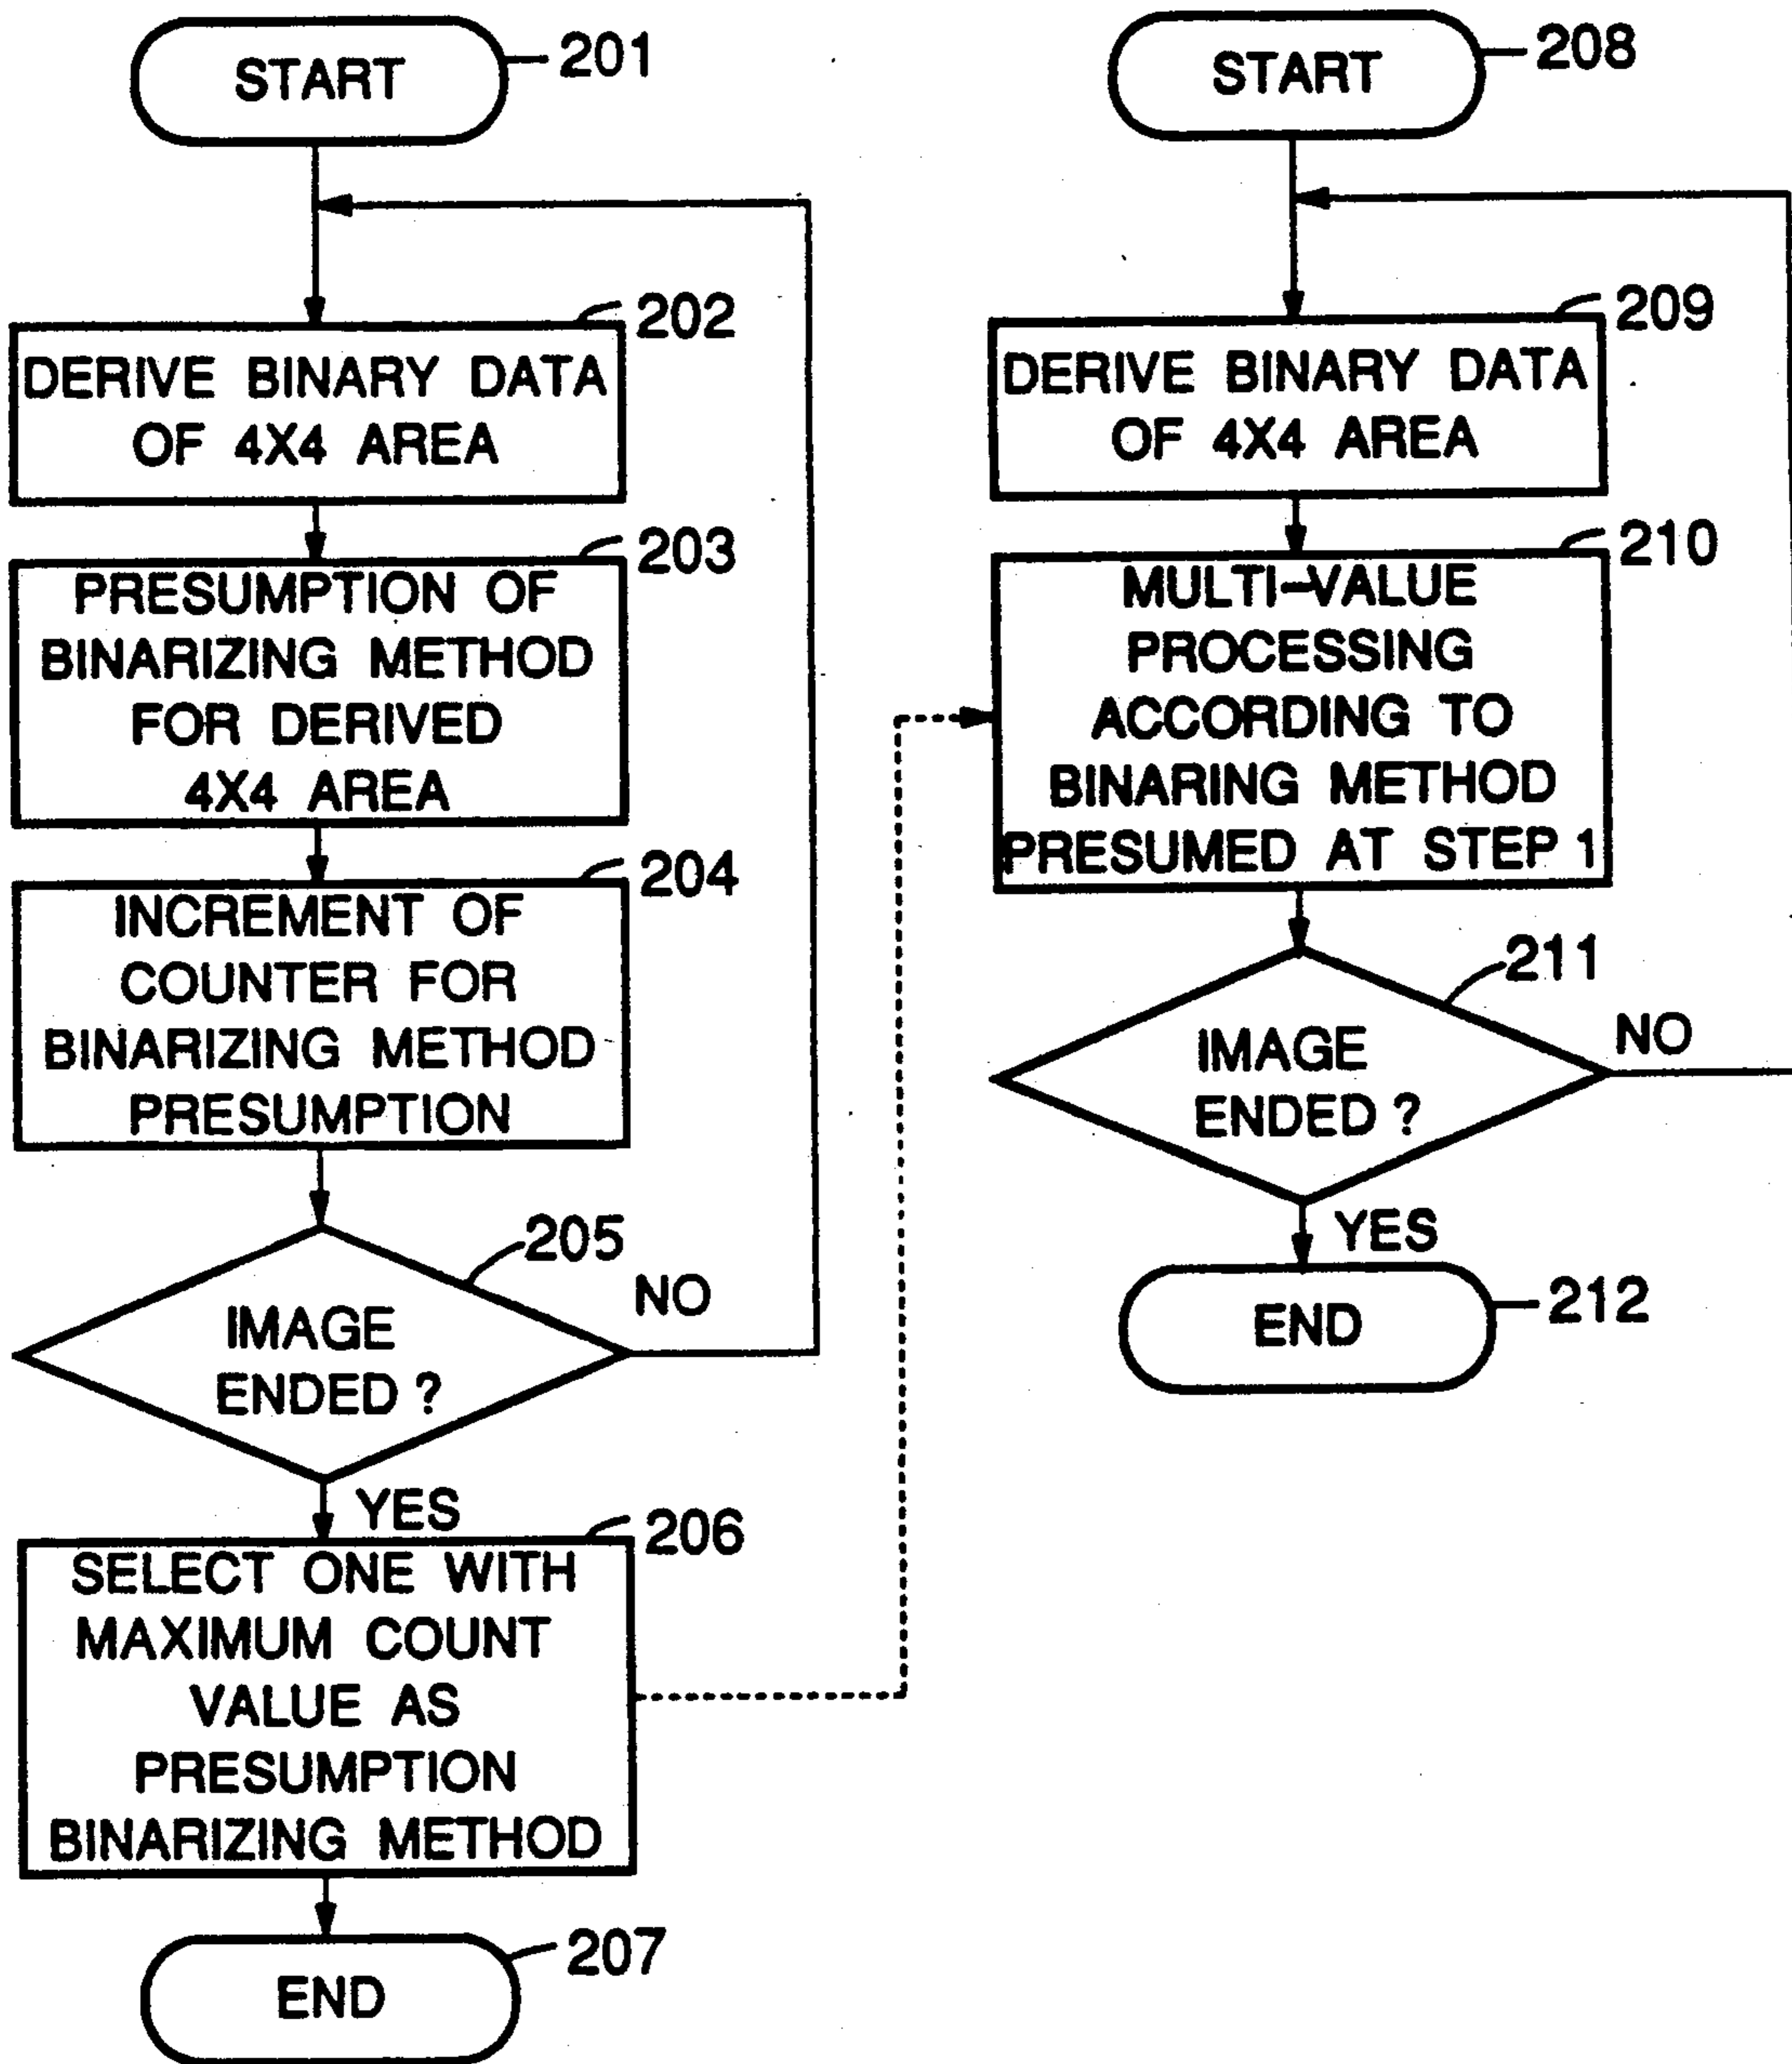 START
201
202
DERIVE BINARY DATA
OF 4X4 AREA
203
PRESUMPTION OF
BINARIZING METHOD
FOR DERIVED
4X4 AREA
204
INCREMENT OF
COUNTER FOR
BINARIZING METHOD
PRESUMPTION
205
IMAGE
ENDED ?
NO
YES
206
SELECT ONE WITH
MAXIMUM COUNT
VALUE AS
PRESUMPTION
BINARIZING METHOD
END
207
START
208
209
DERIVE BINARY DATA
OF 4X4 AREA
210
MULTI-VALUE
PROCESSING
ACCORDING TO
BINARING METHOD
PRESUMED AT STEP 1
211
IMAGE
ENDED ?
NO
YES
END
212